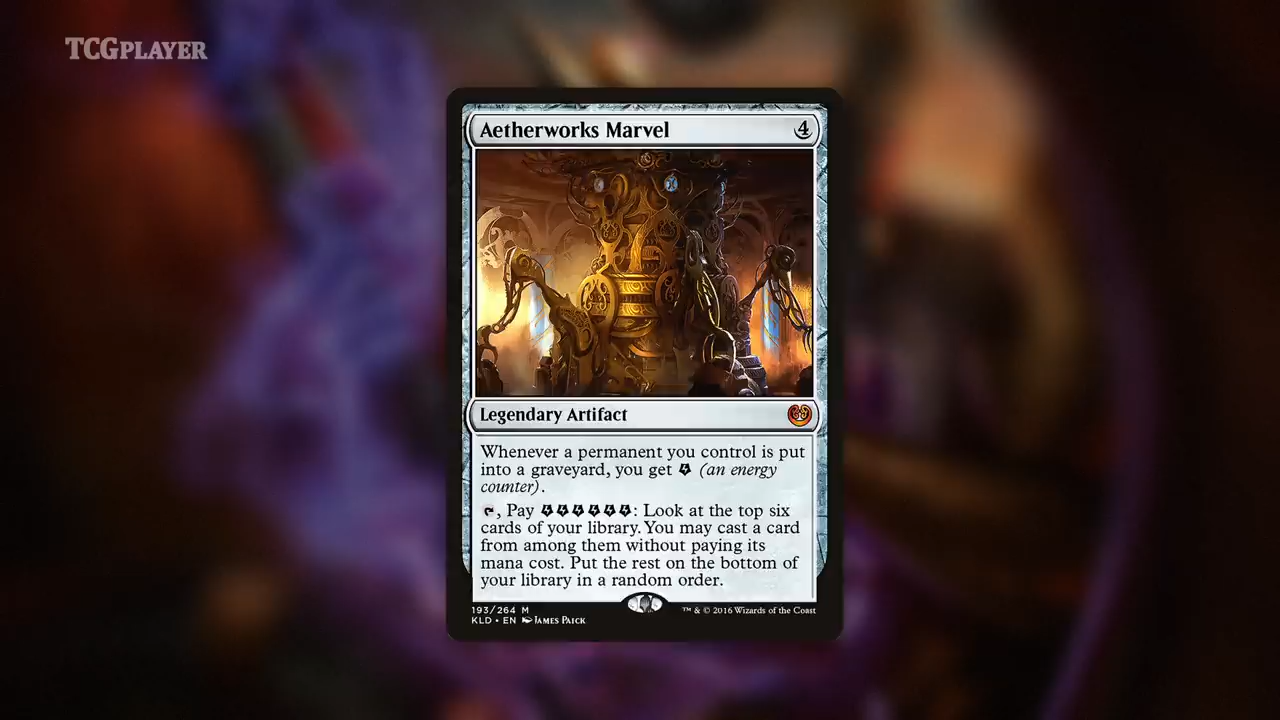 TCGPLAYER
Aetherworks Marvel 4
Legendary Artifact
Whenever a permanent you control is put
into a graveyard, you get (an energy
counter).
, Pay : Look at the top six
cards of your library. You may cast a card
from among them without paying its
mana cost. Put the rest on the bottom of
your library in a random order.
193/264 M
KLD • EN JAMES PAICK
™ & © 2016 Wizards of the Coast